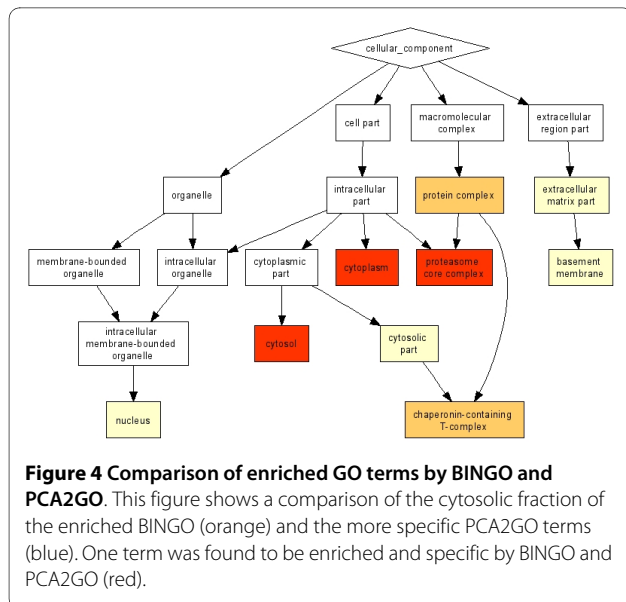 cellular_component
cell part
macromolecular
complex
extracellular
region part
organelle
intracellular
part
protein complex
extracellular
matrix part
membrane-bounded
organelle
intracellular
organelle
cytoplasmic
part
cytoplasm
proteasome
core complex
basement
membrane
intracellular
membrane-bounded
organelle
cytosol
cytosolic
part
nucleus
chaperonin-containing
T-complex
Figure 4 Comparison of enriched GO terms by BINGO and
PCA2GO. This figure shows a comparison of the cytosolic fraction of
the enriched BINGO (orange) and the more specific PCA2GO terms
(blue). One term was found to be enriched and specific by BINGO and
PCA2GO (red).